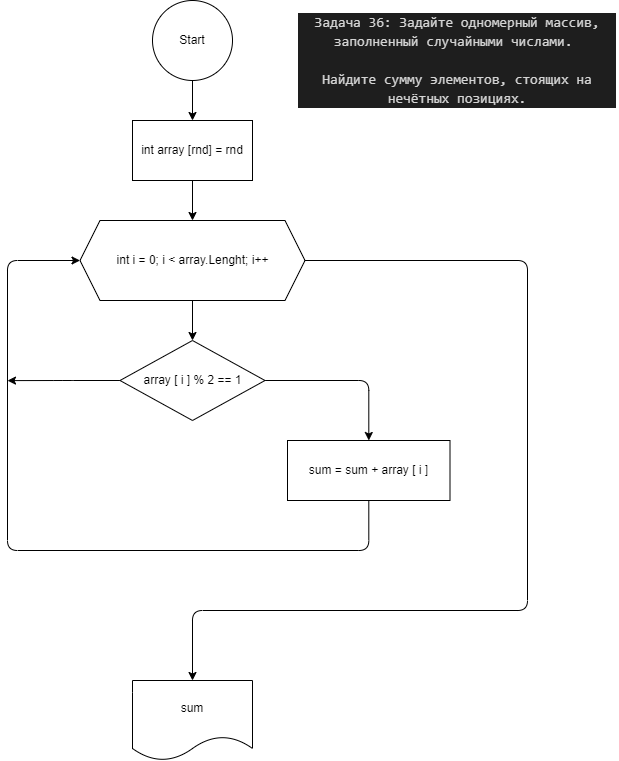 Start
Задача 36: Задайте одномерный массив,
заполненный случайными числами.
Найдите сумму элементов, стоящих на
нечётных позициях.
int array [rnd] = rnd
int i = 0; i < array.Lenght; i++
array [ i ] % 2 == 1
sum = sum + array [ i ]
sum